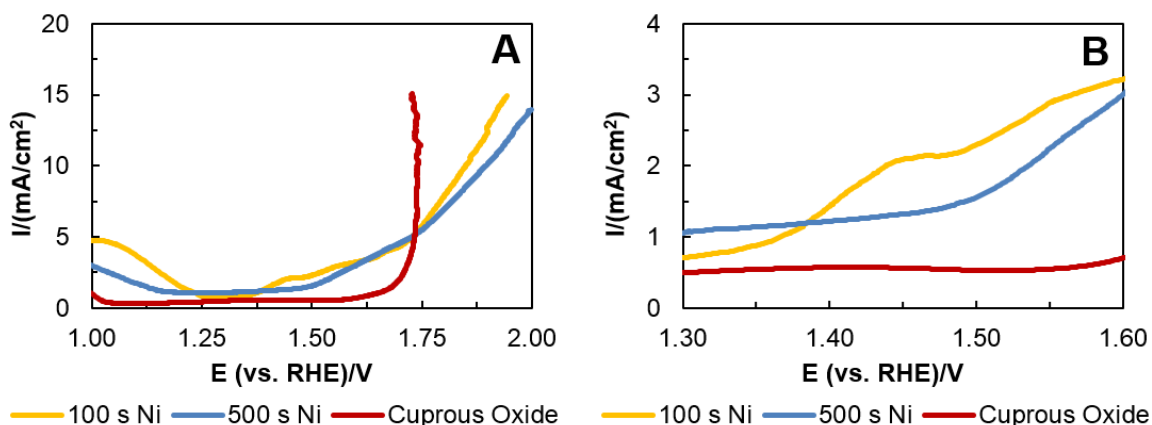 A
I/(mA/cm²)
20
15
10
5
0
1.00 1.25 1.50 1.75 2.00
E (vs. RHE)/V
100 s Ni 500 s Ni Cuprous Oxide
B
I/(mA/cm²)
4
3
2
1
0
1.30 1.40 1.50 1.60
E (vs. RHE)/V
100 s Ni 500 s Ni Cuprous Oxide